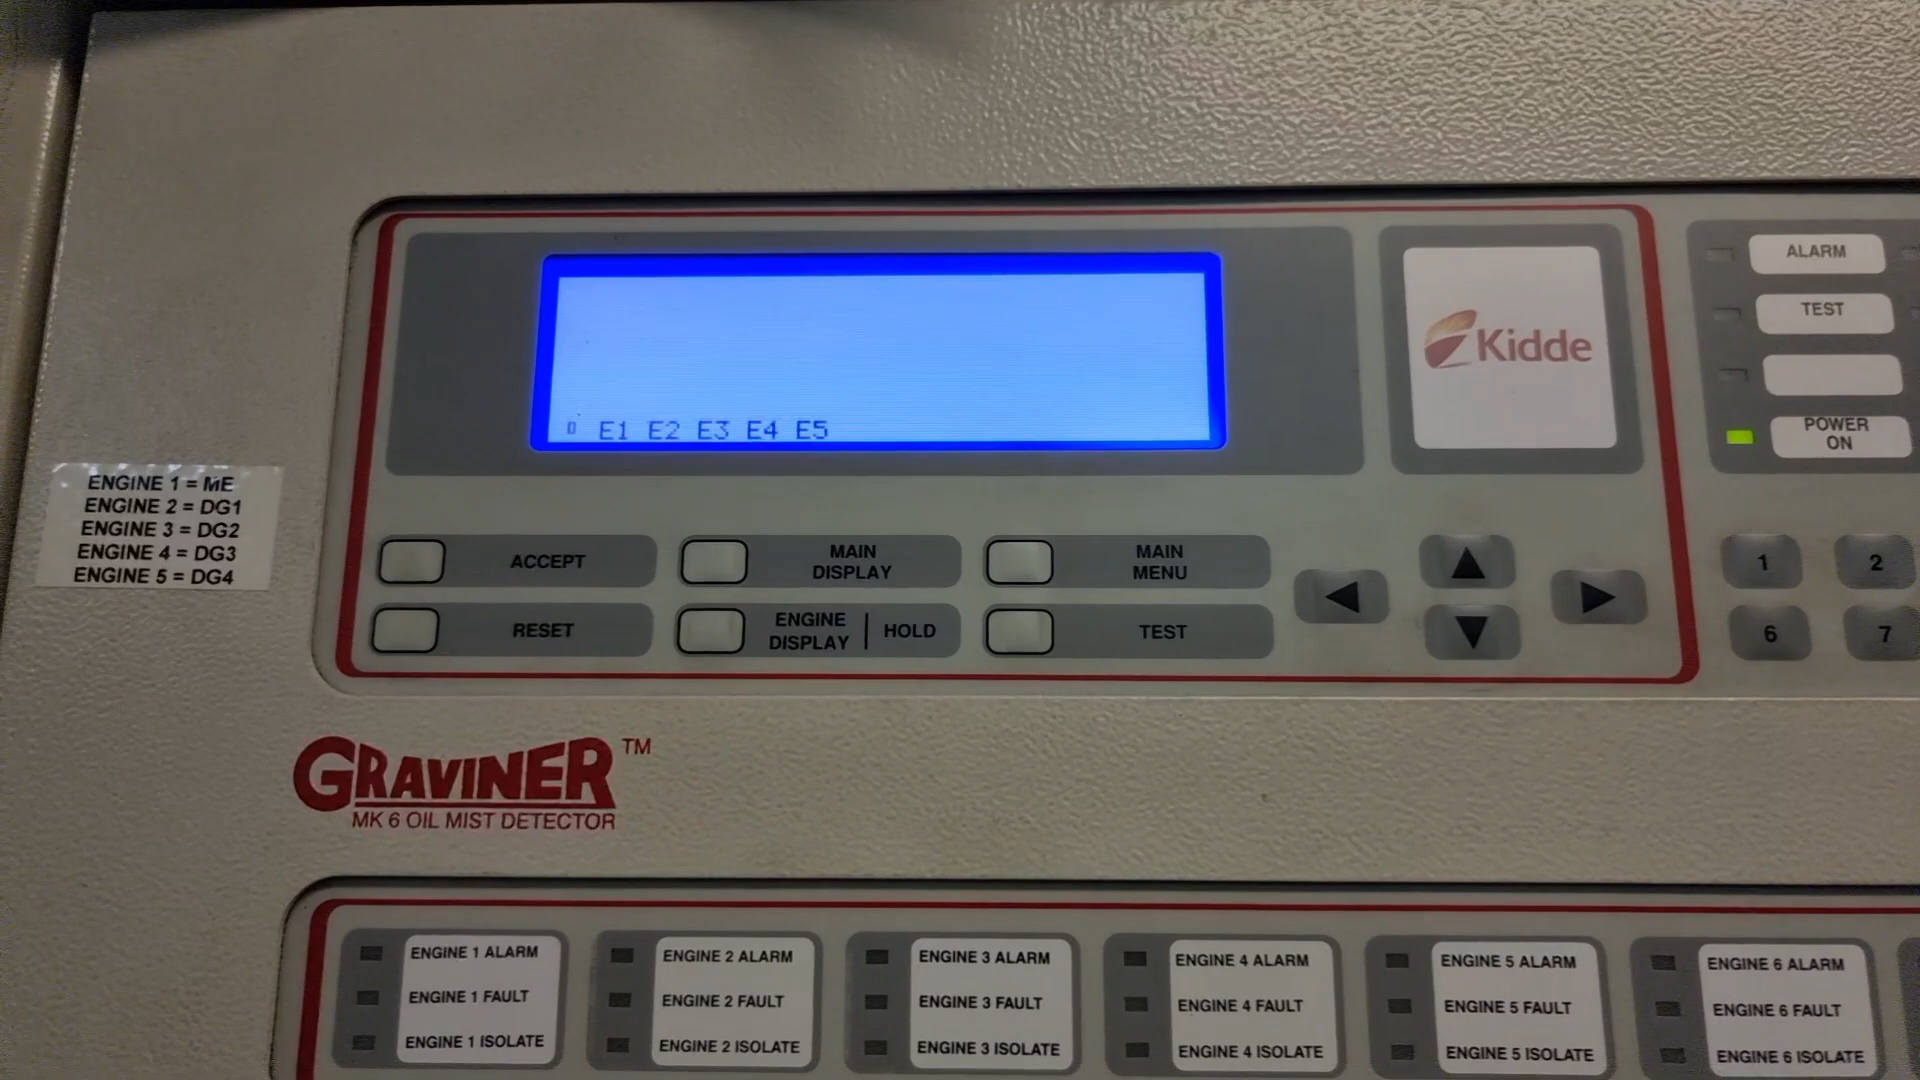 E1 E2 E3 E4 E5
Kidde
ALARM
TEST
POWER
ON
ENGINE 1 = ME
ENGINE 2 = DG1
ENGINE 3 = DG2
ENGINE 4 = DG3
ENGINE 5 = DG4
ACCEPT
MAIN
DISPLAY
MAIN
MENU
RESET
ENGINE
DISPLAY | HOLD
TEST
1 2
6 7
GRAVINER™
MK 6 OIL MIST DETECTOR
ENGINE 1 ALARM
ENGINE 1 FAULT
ENGINE 1 ISOLATE
ENGINE 2 ALARM
ENGINE 2 FAULT
ENGINE 2 ISOLATE
ENGINE 3 ALARM
ENGINE 3 FAULT
ENGINE 3 ISOLATE
ENGINE 4 ALARM
ENGINE 4 FAULT
ENGINE 4 ISOLATE
ENGINE 5 ALARM
ENGINE 5 FAULT
ENGINE 5 ISOLATE
ENGINE 6 ALARM
ENGINE 6 FAULT
ENGINE 6 ISOLATE